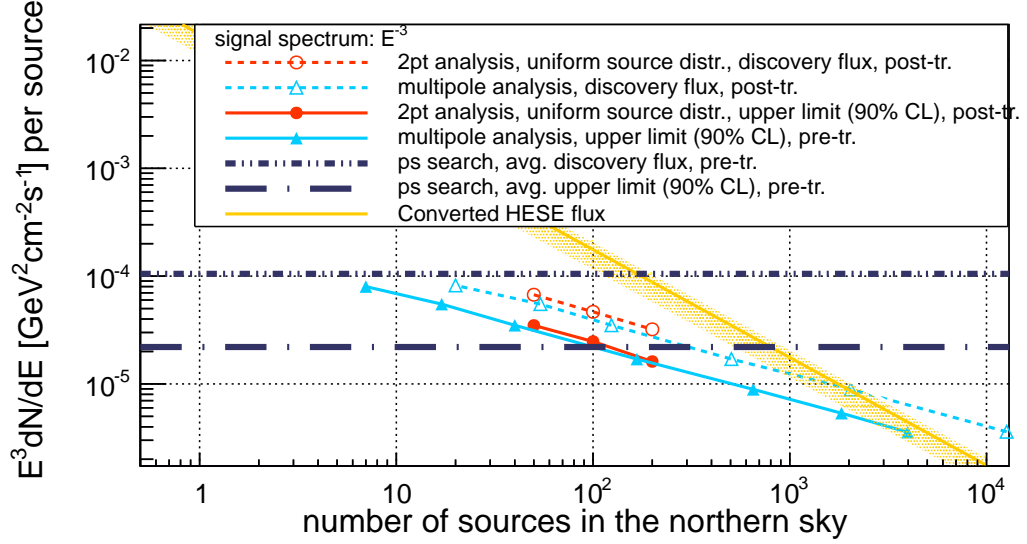 E³dN/dE [GeV²cm⁻²s⁻¹] per source
signal spectrum: E⁻³
2pt analysis, uniform source distr., discovery flux, post-tr.
multipole analysis, discovery flux, post-tr.
2pt analysis, uniform source distr., upper limit (90% CL), post-tr.
multipole analysis, upper limit (90% CL), pre-tr.
ps search, avg. discovery flux, pre-tr.
ps search, avg. upper limit (90% CL), pre-tr.
Converted HESE flux
10⁻²
10⁻³
10⁻⁴
10⁻⁵
1 10 10² 10³ 10⁴
number of sources in the northern sky